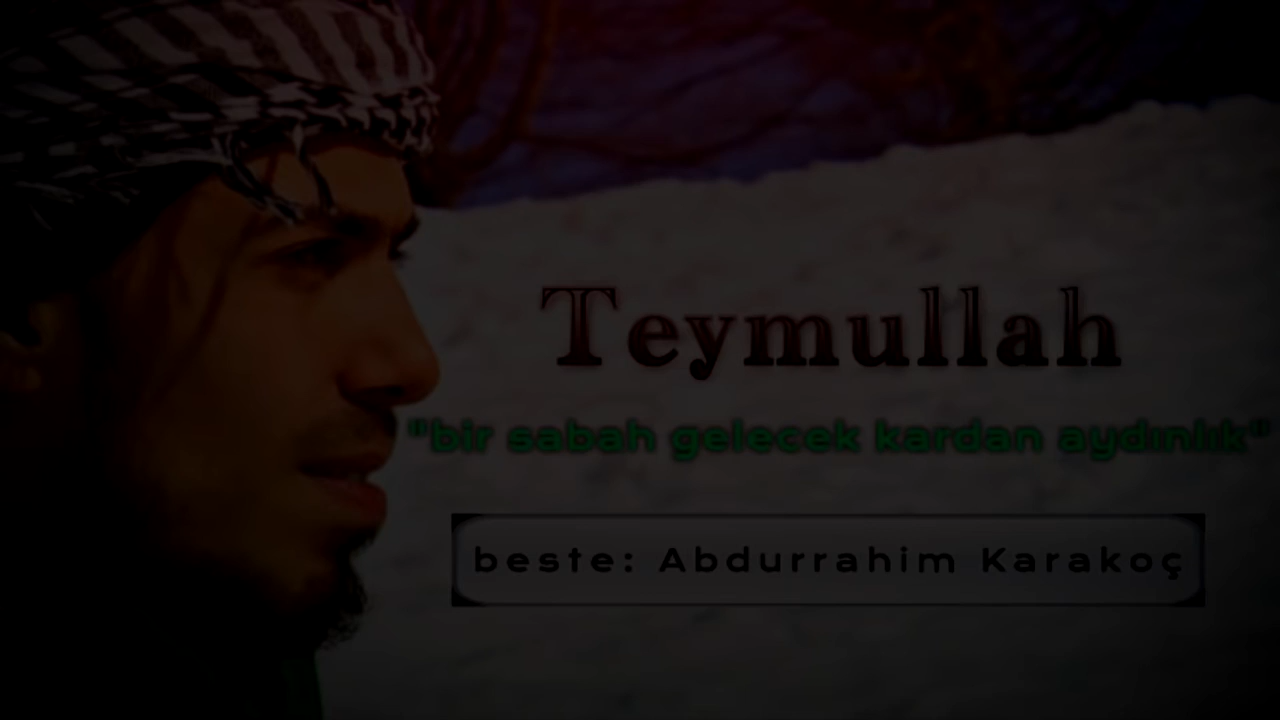 Teymullah
"bir sabah gelecek kardan aydınlık"
beste: Abdurrahim Karakoç